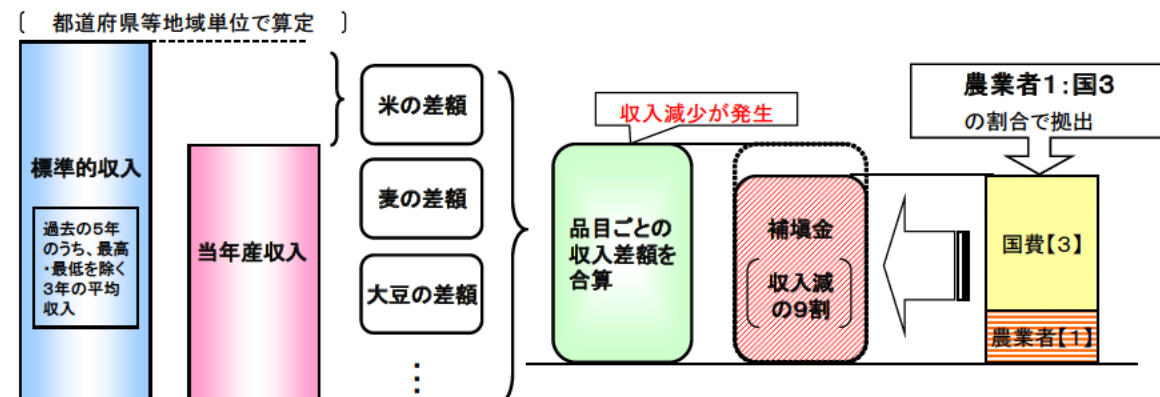 〔 都道府県等地域単位で算定 〕
標準的収入
過去の5年
のうち、最高
・最低を除く
3年の平均
収入
当年産収入
米の差額
麦の差額
大豆の差額
⋮
収入減少が発生
品目ごとの
収入差額を
合算
補塡金
収入減
の9割
農業者1:国3
の割合で拠出
国費【3】
農業者【1】